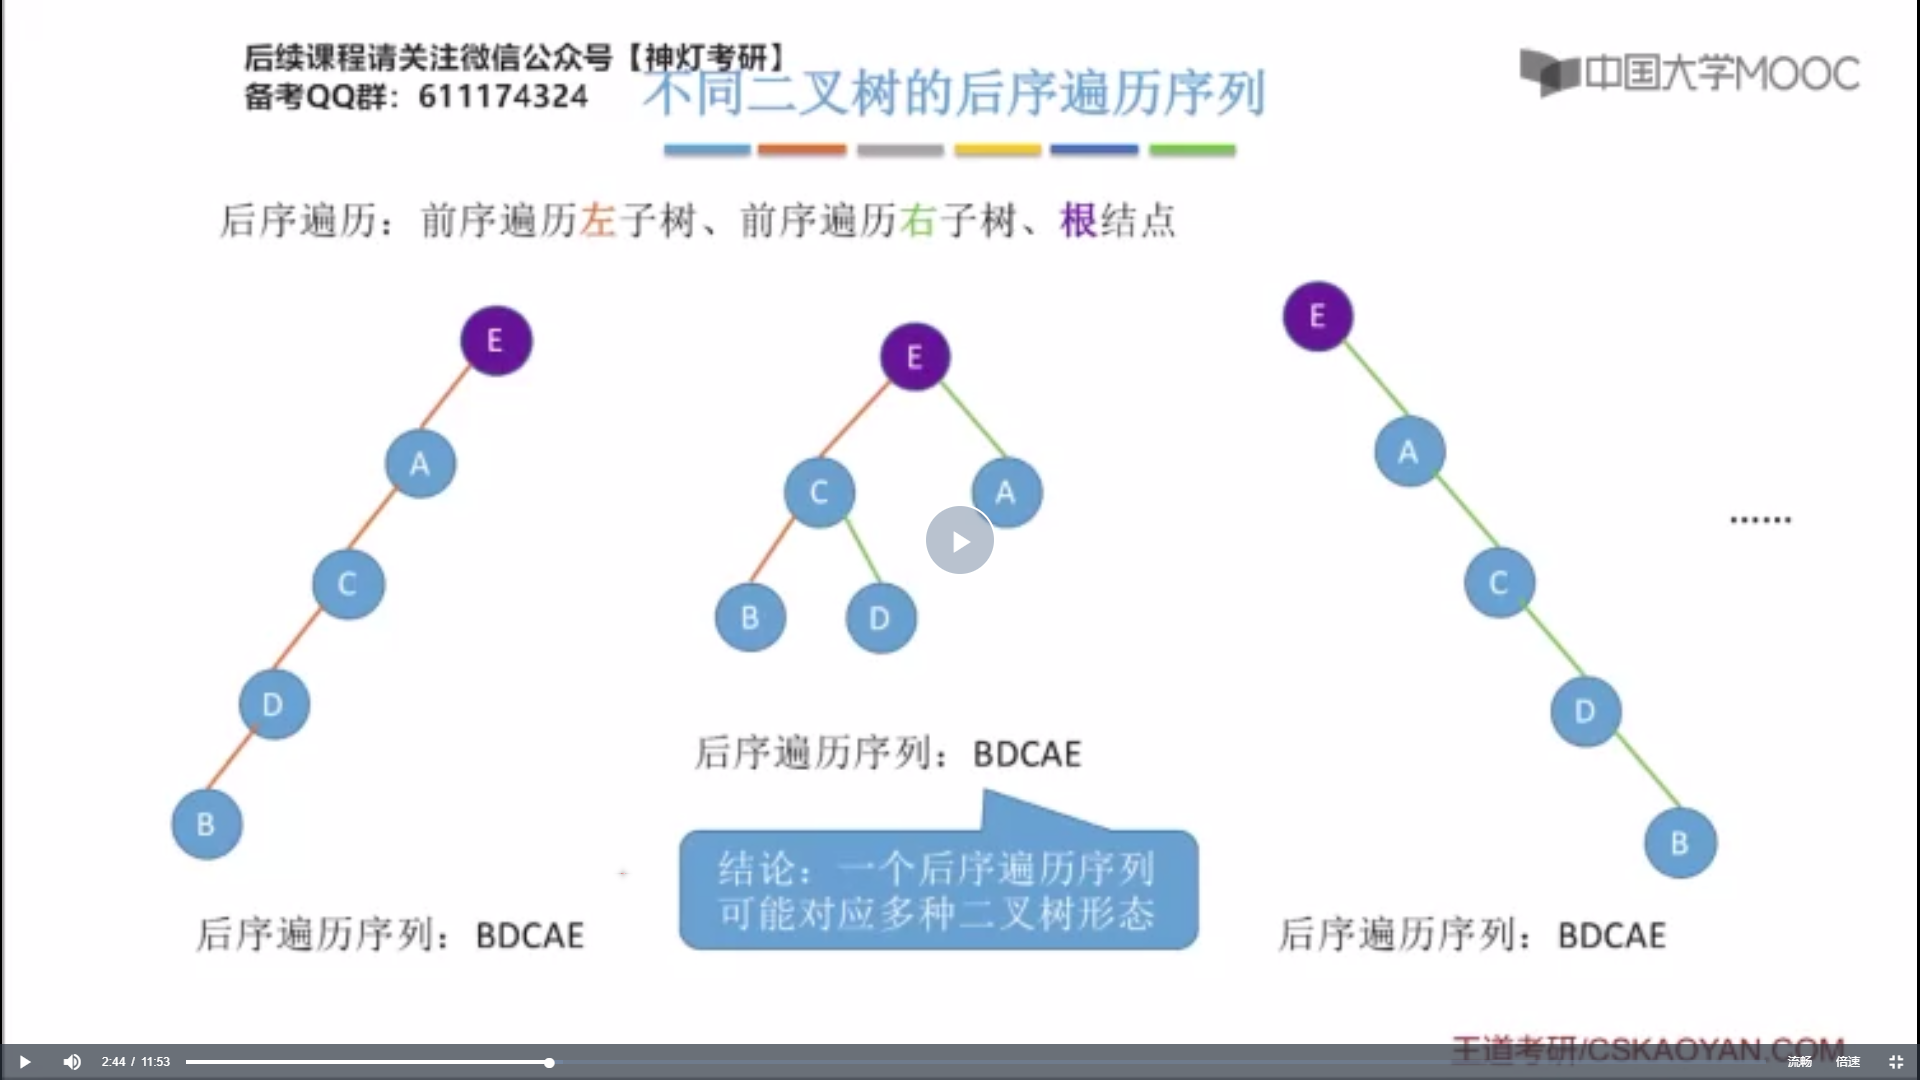 后续课程请关注微信公众号【神灯考研】
备考QQ群：611174324
不同二叉树的后序遍历序列
中国大学MOOC
后序遍历：前序遍历左子树、前序遍历右子树、根结点
E
A
C
D
B
后序遍历序列：BDCAE
E
C
A
B
D
后序遍历序列：BDCAE
结论：一个后序遍历序列
可能对应多种二叉树形态
E
A
C
D
B
后序遍历序列：BDCAE
……
王道考研/CSKAOYAN.COM
2:44 / 11:53
流畅
倍速